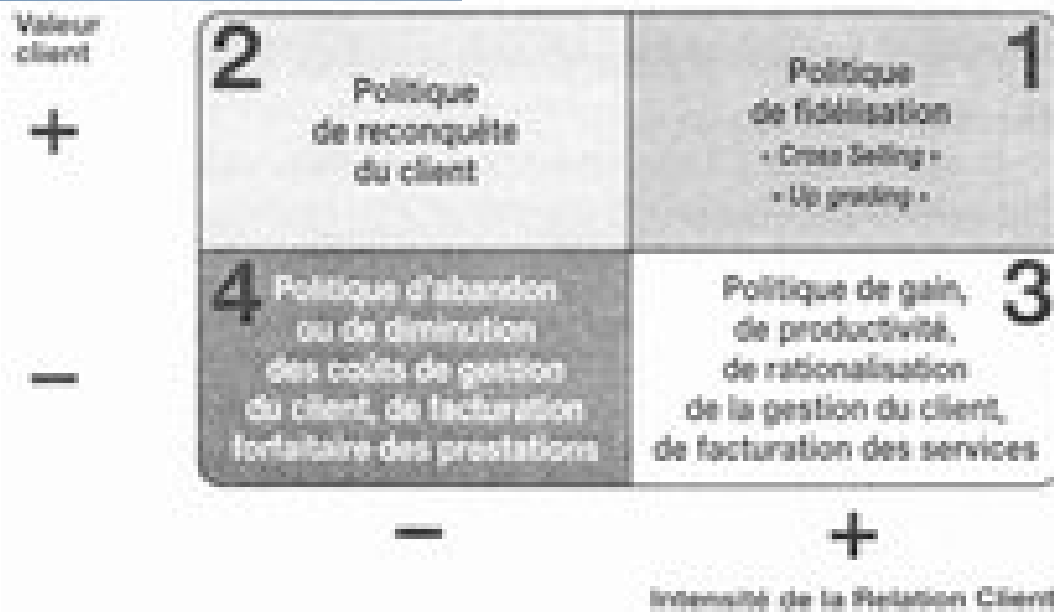 Valeur
client
+
−
2
Politique
de reconquête
du client
1
Politique
de fidélisation
« Cross Selling »
« Up grading »
4
Politique d'abandon
ou de diminution
des coûts de gestion
du client, de facturation
forfaitaire des prestations
3
Politique de gain,
de productivité,
de rationalisation
de la gestion du client,
de facturation des services
−
+
Intensité de la Relation Client